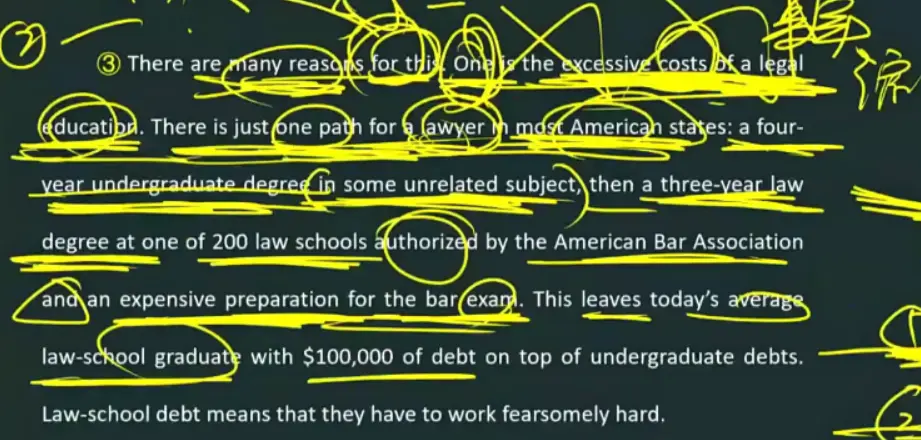 ②
③ There are many reasons for this. One is the excessive costs of a legal
education. There is just one path for a lawyer in most American states: a four-
year undergraduate degree in some unrelated subject, then a three-year law
degree at one of 200 law schools authorized by the American Bar Association
and an expensive preparation for the bar exam. This leaves today's average
law-school graduate with $100,000 of debt on top of undergraduate debts.
Law-school debt means that they have to work fearsomely hard.